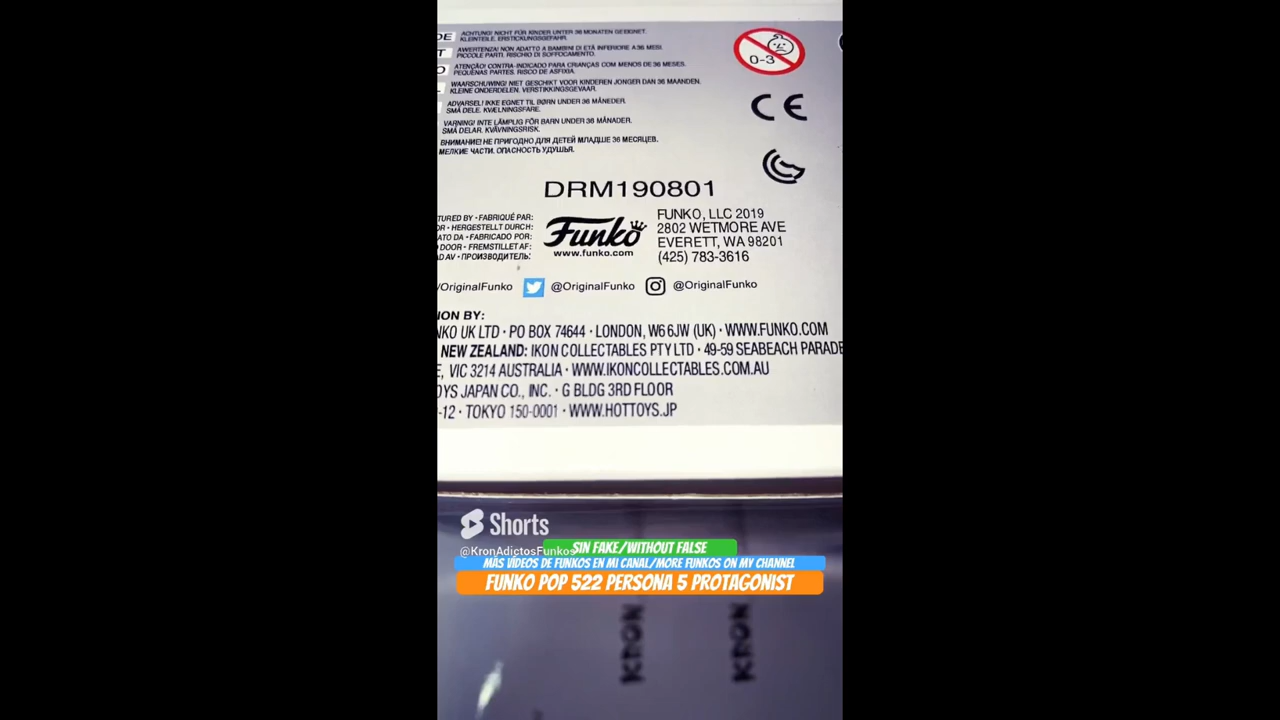 DE ACHTUNG! NICHT FÜR KINDER UNTER 36 MONATEN GEEIGNET.
KLEINTEILE. ERSTICKUNGSGEFAHR.
AVVERTENZA! NON ADATTO A BAMBINI DI ETÀ INFERIORE A 36 MESI.
PICCOLE PARTI. RISCHIO DI SOFFOCAMENTO.
ATENÇÃO! CONTRA-INDICADO PARA CRIANÇAS COM MENOS DE 36 MESES.
PEQUENAS PARTES. RISCO DE ASFIXIA.
WAARSCHUWING! NIET GESCHIKT VOOR KINDEREN JONGER DAN 36 MAANDEN.
KLEINE ONDERDELEN. VERSTIKKINGSGEVAAR.
ADVARSEL! IKKE EGNET TIL BØRN UNDER 36 MÅNEDER.
SMÅ DELE. KVÆLNINGSFARE.
VARNING! INTE LÄMPLIG FÖR BARN UNDER 36 MÅNADER.
SMÅ DELAR. KVÄVNINGSRISK.
ВНИМАНИЕ! НЕ ПРИГОДНО ДЛЯ ДЕТЕЙ МЛАДШЕ 36 МЕСЯЦЕВ.
МЕЛКИЕ ЧАСТИ. ОПАСНОСТЬ УДУШЬЯ.
0-3
CE
DRM190801
TURED BY • FABRIQUÉ PAR:
OR • HERGESTELLT DURCH:
ATO DA • FABRICADO POR:
DOOR • FREMSTILLET AF:
AD AV • ПРОИЗВОДИТЕЛЬ:
Funko
www.funko.com
FUNKO, LLC 2019
2802 WETMORE AVE
EVERETT, WA 98201
(425) 783-3616
/OriginalFunko @OriginalFunko @OriginalFunko
ION BY:
NKO UK LTD • PO BOX 74644 • LONDON, W6 6JW (UK) • WWW.FUNKO.COM
NEW ZEALAND: IKON COLLECTABLES PTY LTD • 49-59 SEABEACH PARADE
E, VIC 3214 AUSTRALIA • WWW.IKONCOLLECTABLES.COM.AU
OYS JAPAN CO., INC. • G BLDG 3RD FLOOR
-12 • TOKYO 150-0001 • WWW.HOTTOYS.JP
Shorts
@KronAdictosFunkos
SIN FAKE/WITHOUT FALSE
MÁS VÍDEOS DE FUNKOS EN MI CANAL/MORE FUNKOS ON MY CHANNEL
FUNKO POP 522 PERSONA 5 PROTAGONIST
KRON KRON